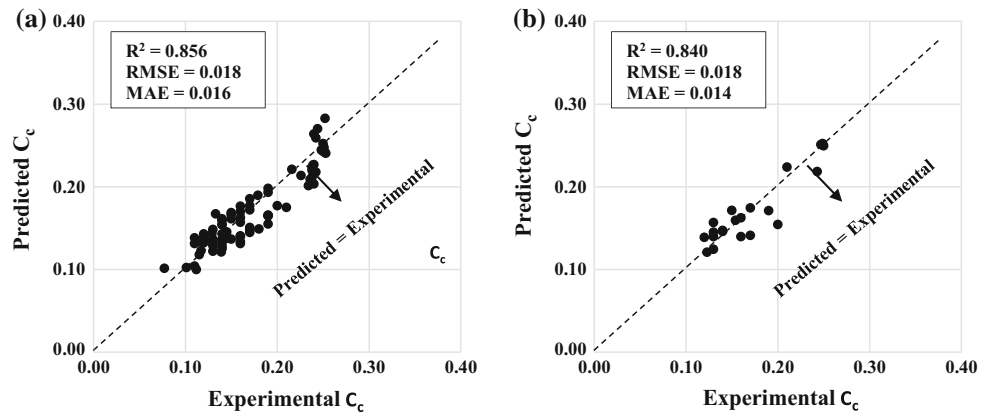 (a)
0.40
R² = 0.856
RMSE = 0.018
MAE = 0.016
0.30
0.20
0.10
0.00
Predicted Cc
Predicted = Experimental
Cc
0.00 0.10 0.20 0.30 0.40
Experimental Cc
(b)
0.40
R² = 0.840
RMSE = 0.018
MAE = 0.014
0.30
0.20
0.10
0.00
Predicted Cc
Predicted = Experimental
0.00 0.10 0.20 0.30 0.40
Experimental Cc